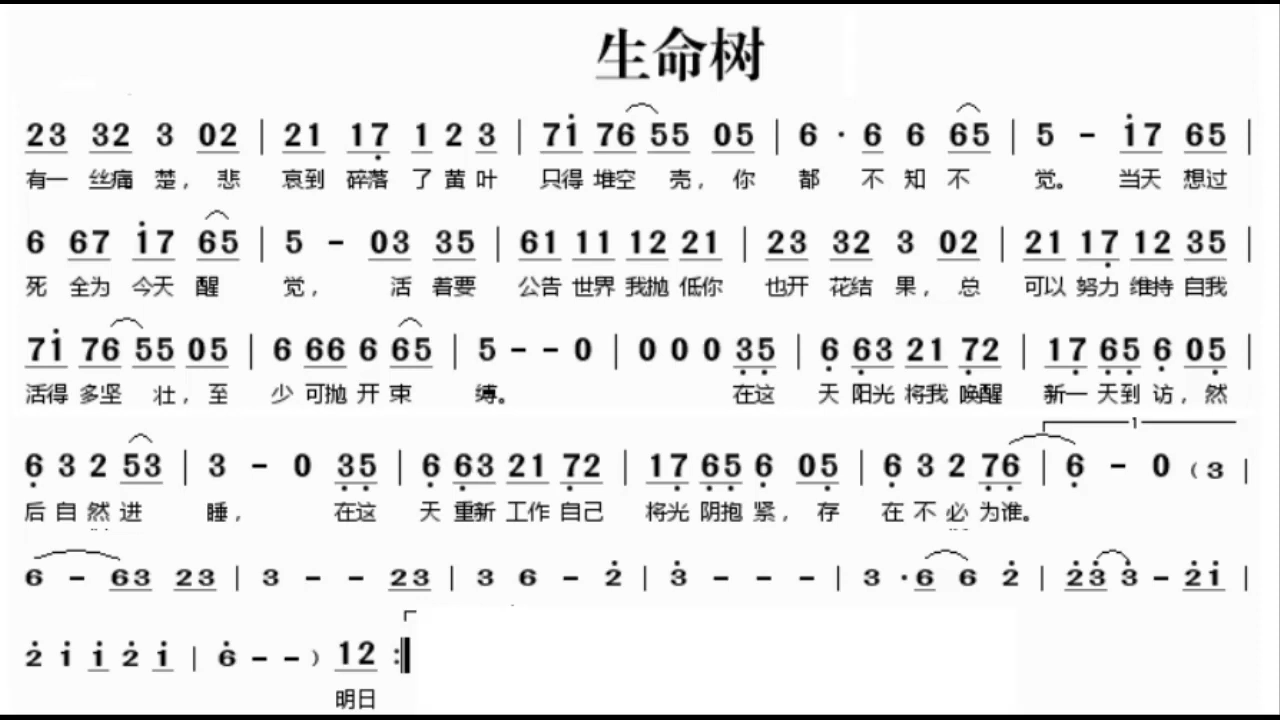 生命树
23 32 3 02 | 21 17 1 2 3 | 7i 76 55 05 | 6 · 6 6 65 | 5 - i7 65 |
有一 丝痛 楚, 悲 哀到 碎落 了 黄 叶 只得 堆空 壳, 你 都 不 知 不 觉。 当天 想过
6 67 i7 65 | 5 - 03 35 | 61 11 12 21 | 23 32 3 02 | 21 17 12 35 |
死 全为 今天 醒 觉, 活 着要 公告 世界 我抛 低你 也开 花结 果, 总 可以 努力 维持 自我
7i 76 55 05 | 6 66 6 65 | 5 - - 0 | 0 0 0 35 | 6 63 21 72 | 17 65 6 05 |
活得 多坚 壮, 至 少 可抛 开 束 缚。 在这 天 阳光 将我 唤醒 新一 天到 访, 然
1
6 3 2 53 | 3 - 0 35 | 6 63 21 72 | 17 65 6 05 | 6 3 2 76 | 6 - 0 (3 |
后 自 然 进 睡, 在这 天 重新 工作 自己 将光 阴抱 紧, 存 在 不 必 为谁。
6 - 63 23 | 3 - - 23 | 3 6 - 2 | 3 - - - | 3 ·6 6 2 | 23 3 - 2i |
2 i i 2 i | 6 - - ) 12 :|
明日